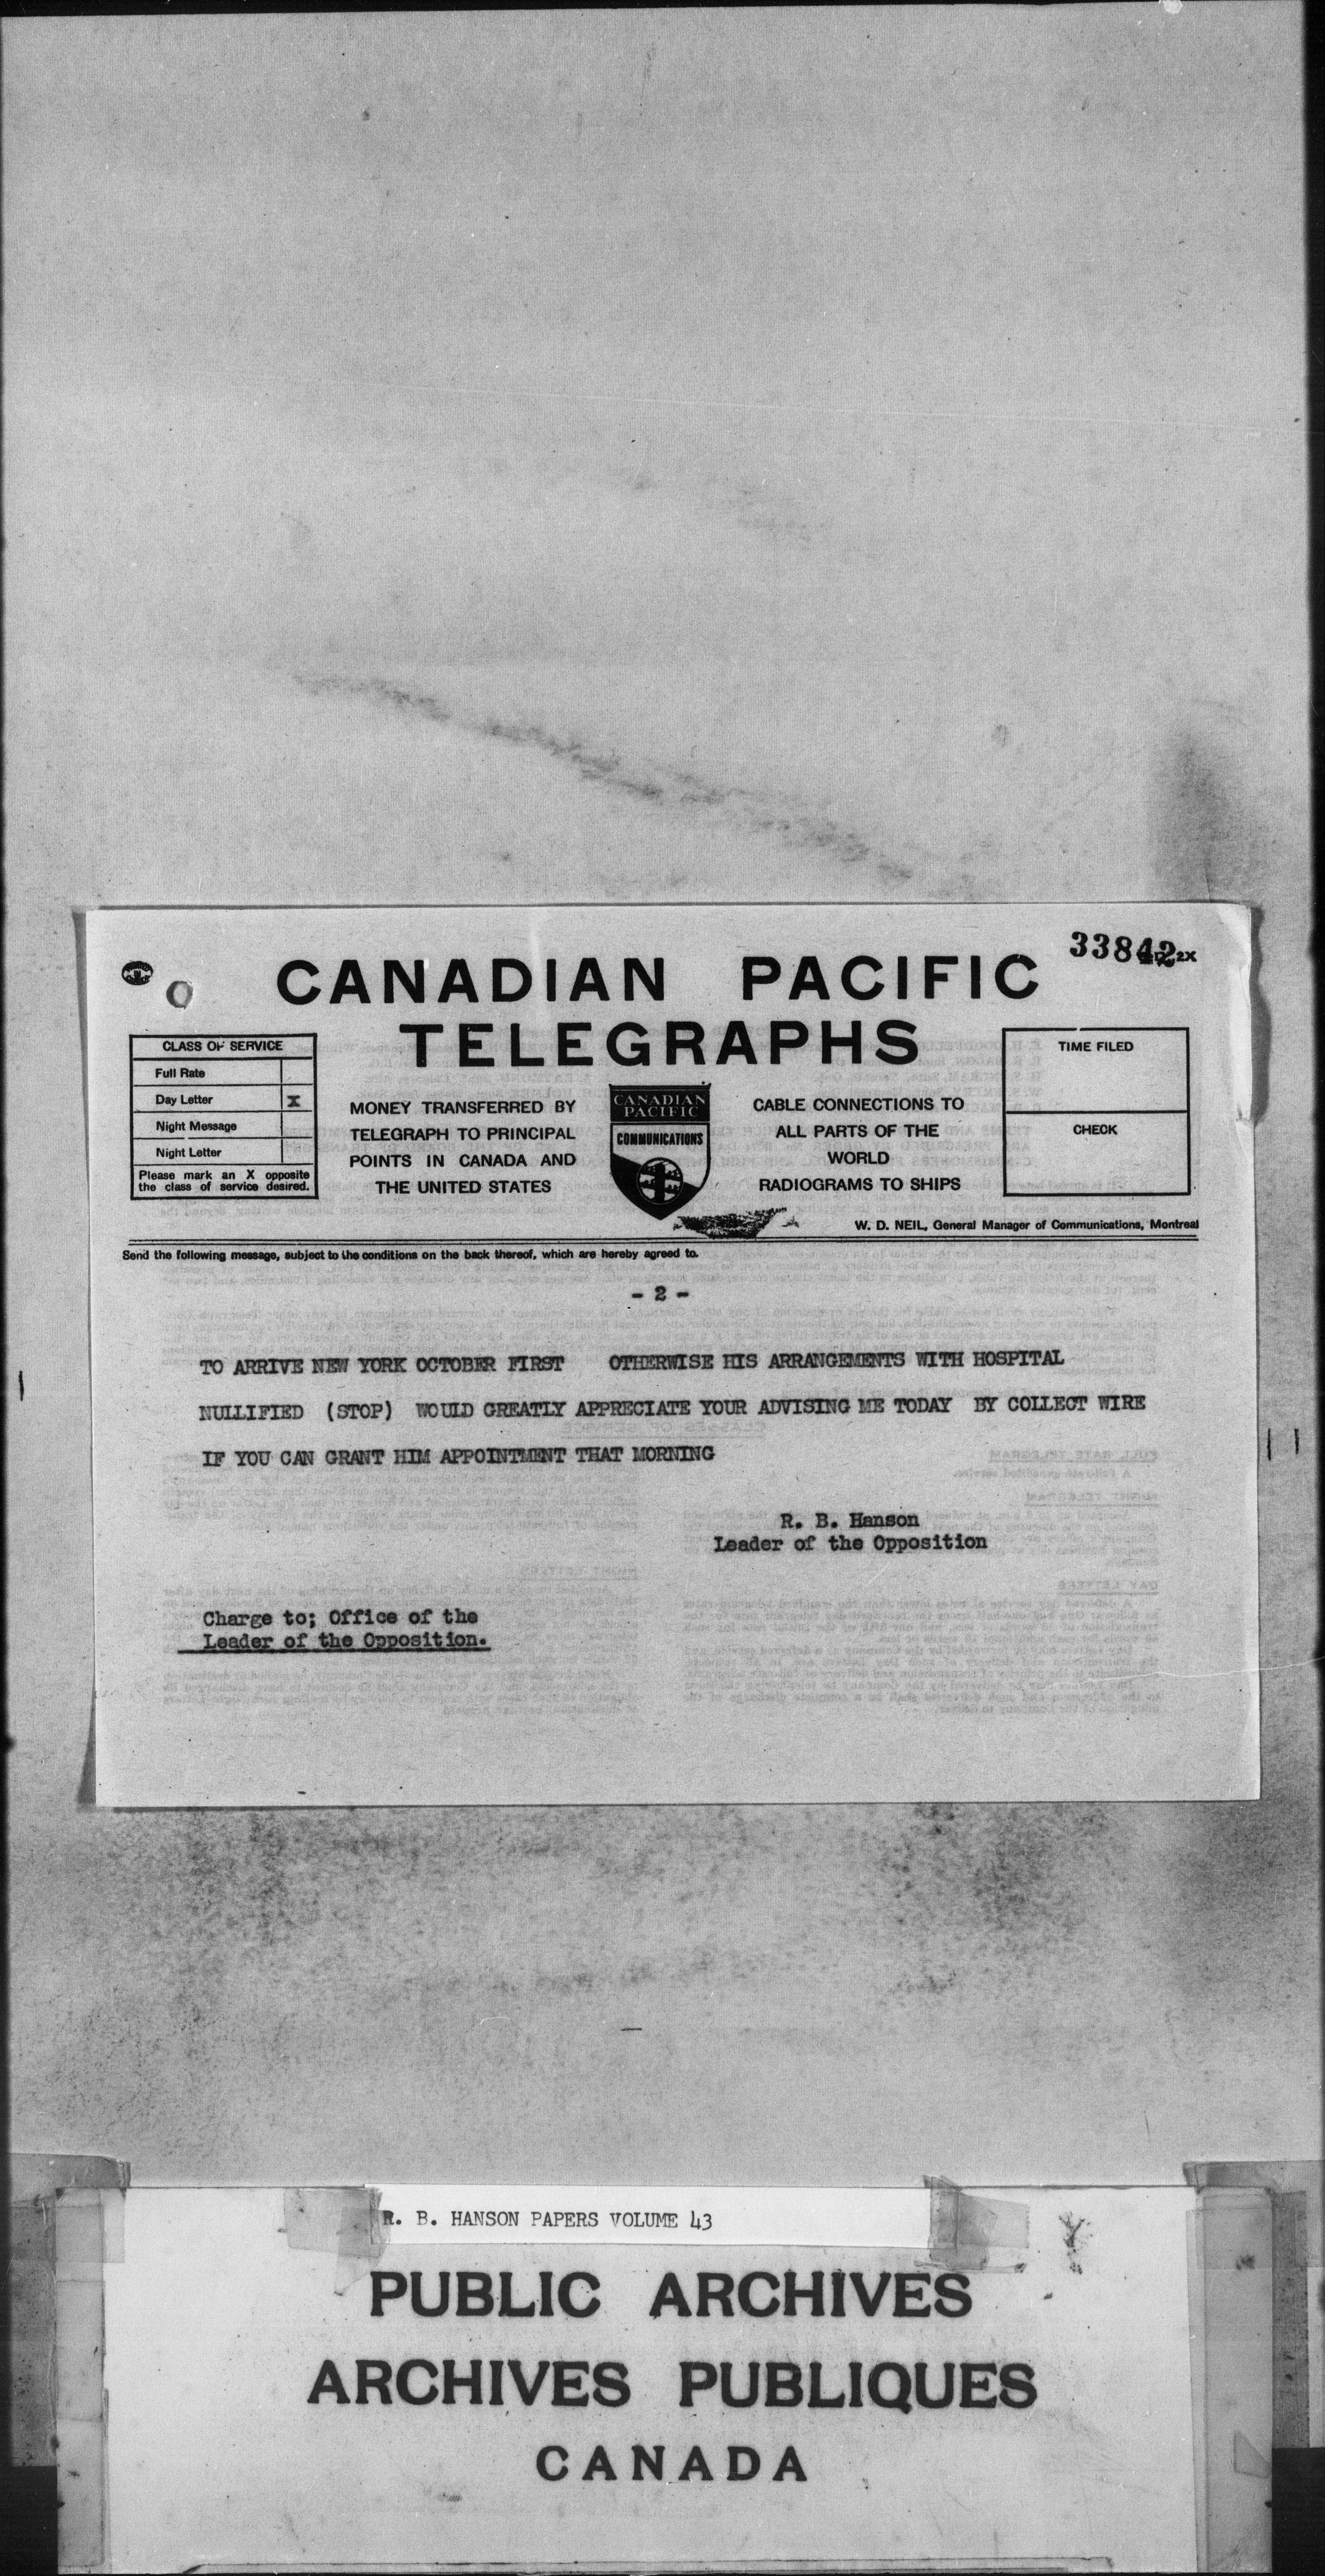 33842
CANADIAN PACIFIC
TELEGRAPHS
CLASS OF SERVICE
Full Rate
Day Letter X
Night Message
Night Letter
Please mark an X opposite
the class of service desired.
MONEY TRANSFERRED BY
TELEGRAPH TO PRINCIPAL
POINTS IN CANADA AND
THE UNITED STATES
CANADIAN
PACIFIC
COMMUNICATIONS
CABLE CONNECTIONS TO
ALL PARTS OF THE
WORLD
RADIOGRAMS TO SHIPS
TIME FILED
CHECK
W. D. NEIL, General Manager of Communications, Montreal
Send the following message, subject to the conditions on the back thereof, which are hereby agreed to.
- 2 -
TO ARRIVE NEW YORK OCTOBER FIRST OTHERWISE HIS ARRANGEMENTS WITH HOSPITAL
NULLIFIED (STOP) WOULD GREATLY APPRECIATE YOUR ADVISING ME TODAY BY COLLECT WIRE
IF YOU CAN GRANT HIM APPOINTMENT THAT MORNING
R. B. Hanson
Leader of the Opposition
Charge to; Office of the
Leader of the Opposition.
R. B. HANSON PAPERS VOLUME 43
PUBLIC ARCHIVES
ARCHIVES PUBLIQUES
CANADA